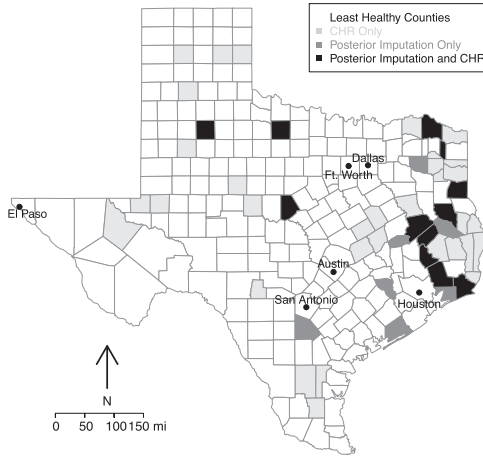 Least Healthy Counties
CHR Only
Posterior Imputation Only
Posterior Imputation and CHR
Dallas
Ft. Worth
El Paso
Austin
San Antonio
Houston
N
0 50 100 150 mi